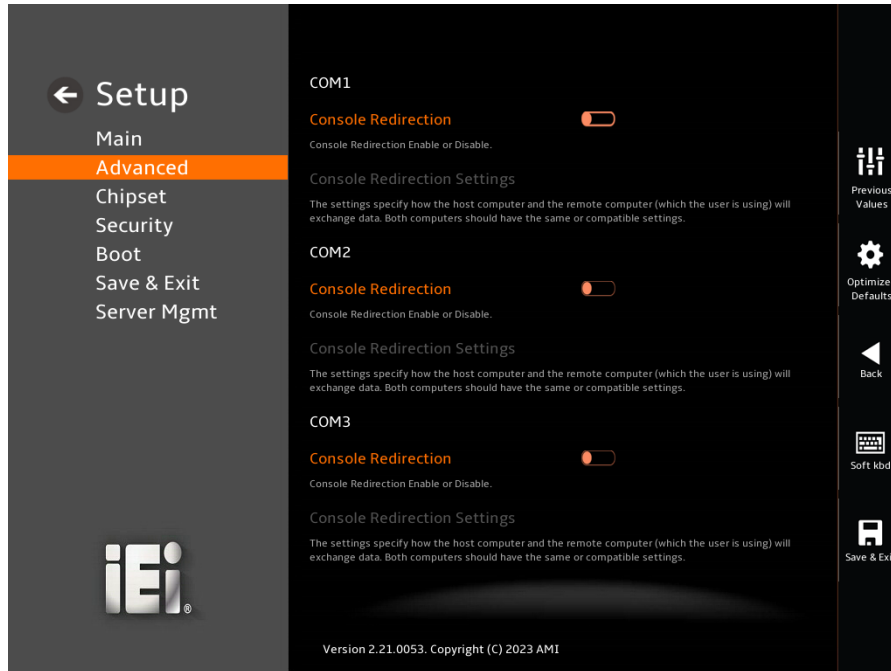 Setup
Main
Advanced
Chipset
Security
Boot
Save & Exit
Server Mgmt
iEi®
COM1
Console Redirection
Console Redirection Enable or Disable.
Console Redirection Settings
The settings specify how the host computer and the remote computer (which the user is using) will
exchange data. Both computers should have the same or compatible settings.
COM2
Console Redirection
Console Redirection Enable or Disable.
Console Redirection Settings
The settings specify how the host computer and the remote computer (which the user is using) will
exchange data. Both computers should have the same or compatible settings.
COM3
Console Redirection
Console Redirection Enable or Disable.
Console Redirection Settings
The settings specify how the host computer and the remote computer (which the user is using) will
exchange data. Both computers should have the same or compatible settings.
Version 2.21.0053. Copyright (C) 2023 AMI
Previous
Values
Optimize
Defaults
Back
Soft kbd
Save & Exi